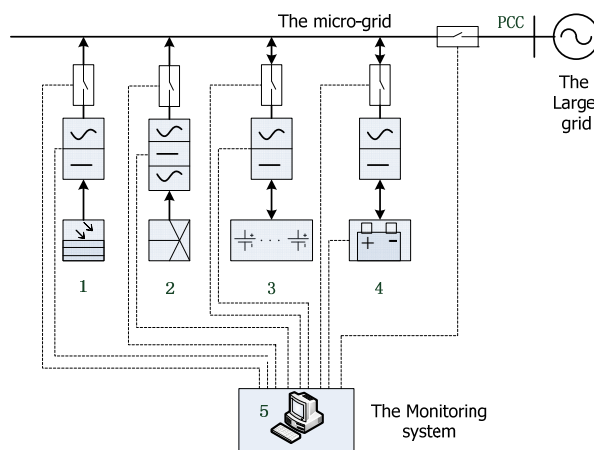 The micro-grid
PCC
The
Large
grid
1
2
3
4
5
The Monitoring
system